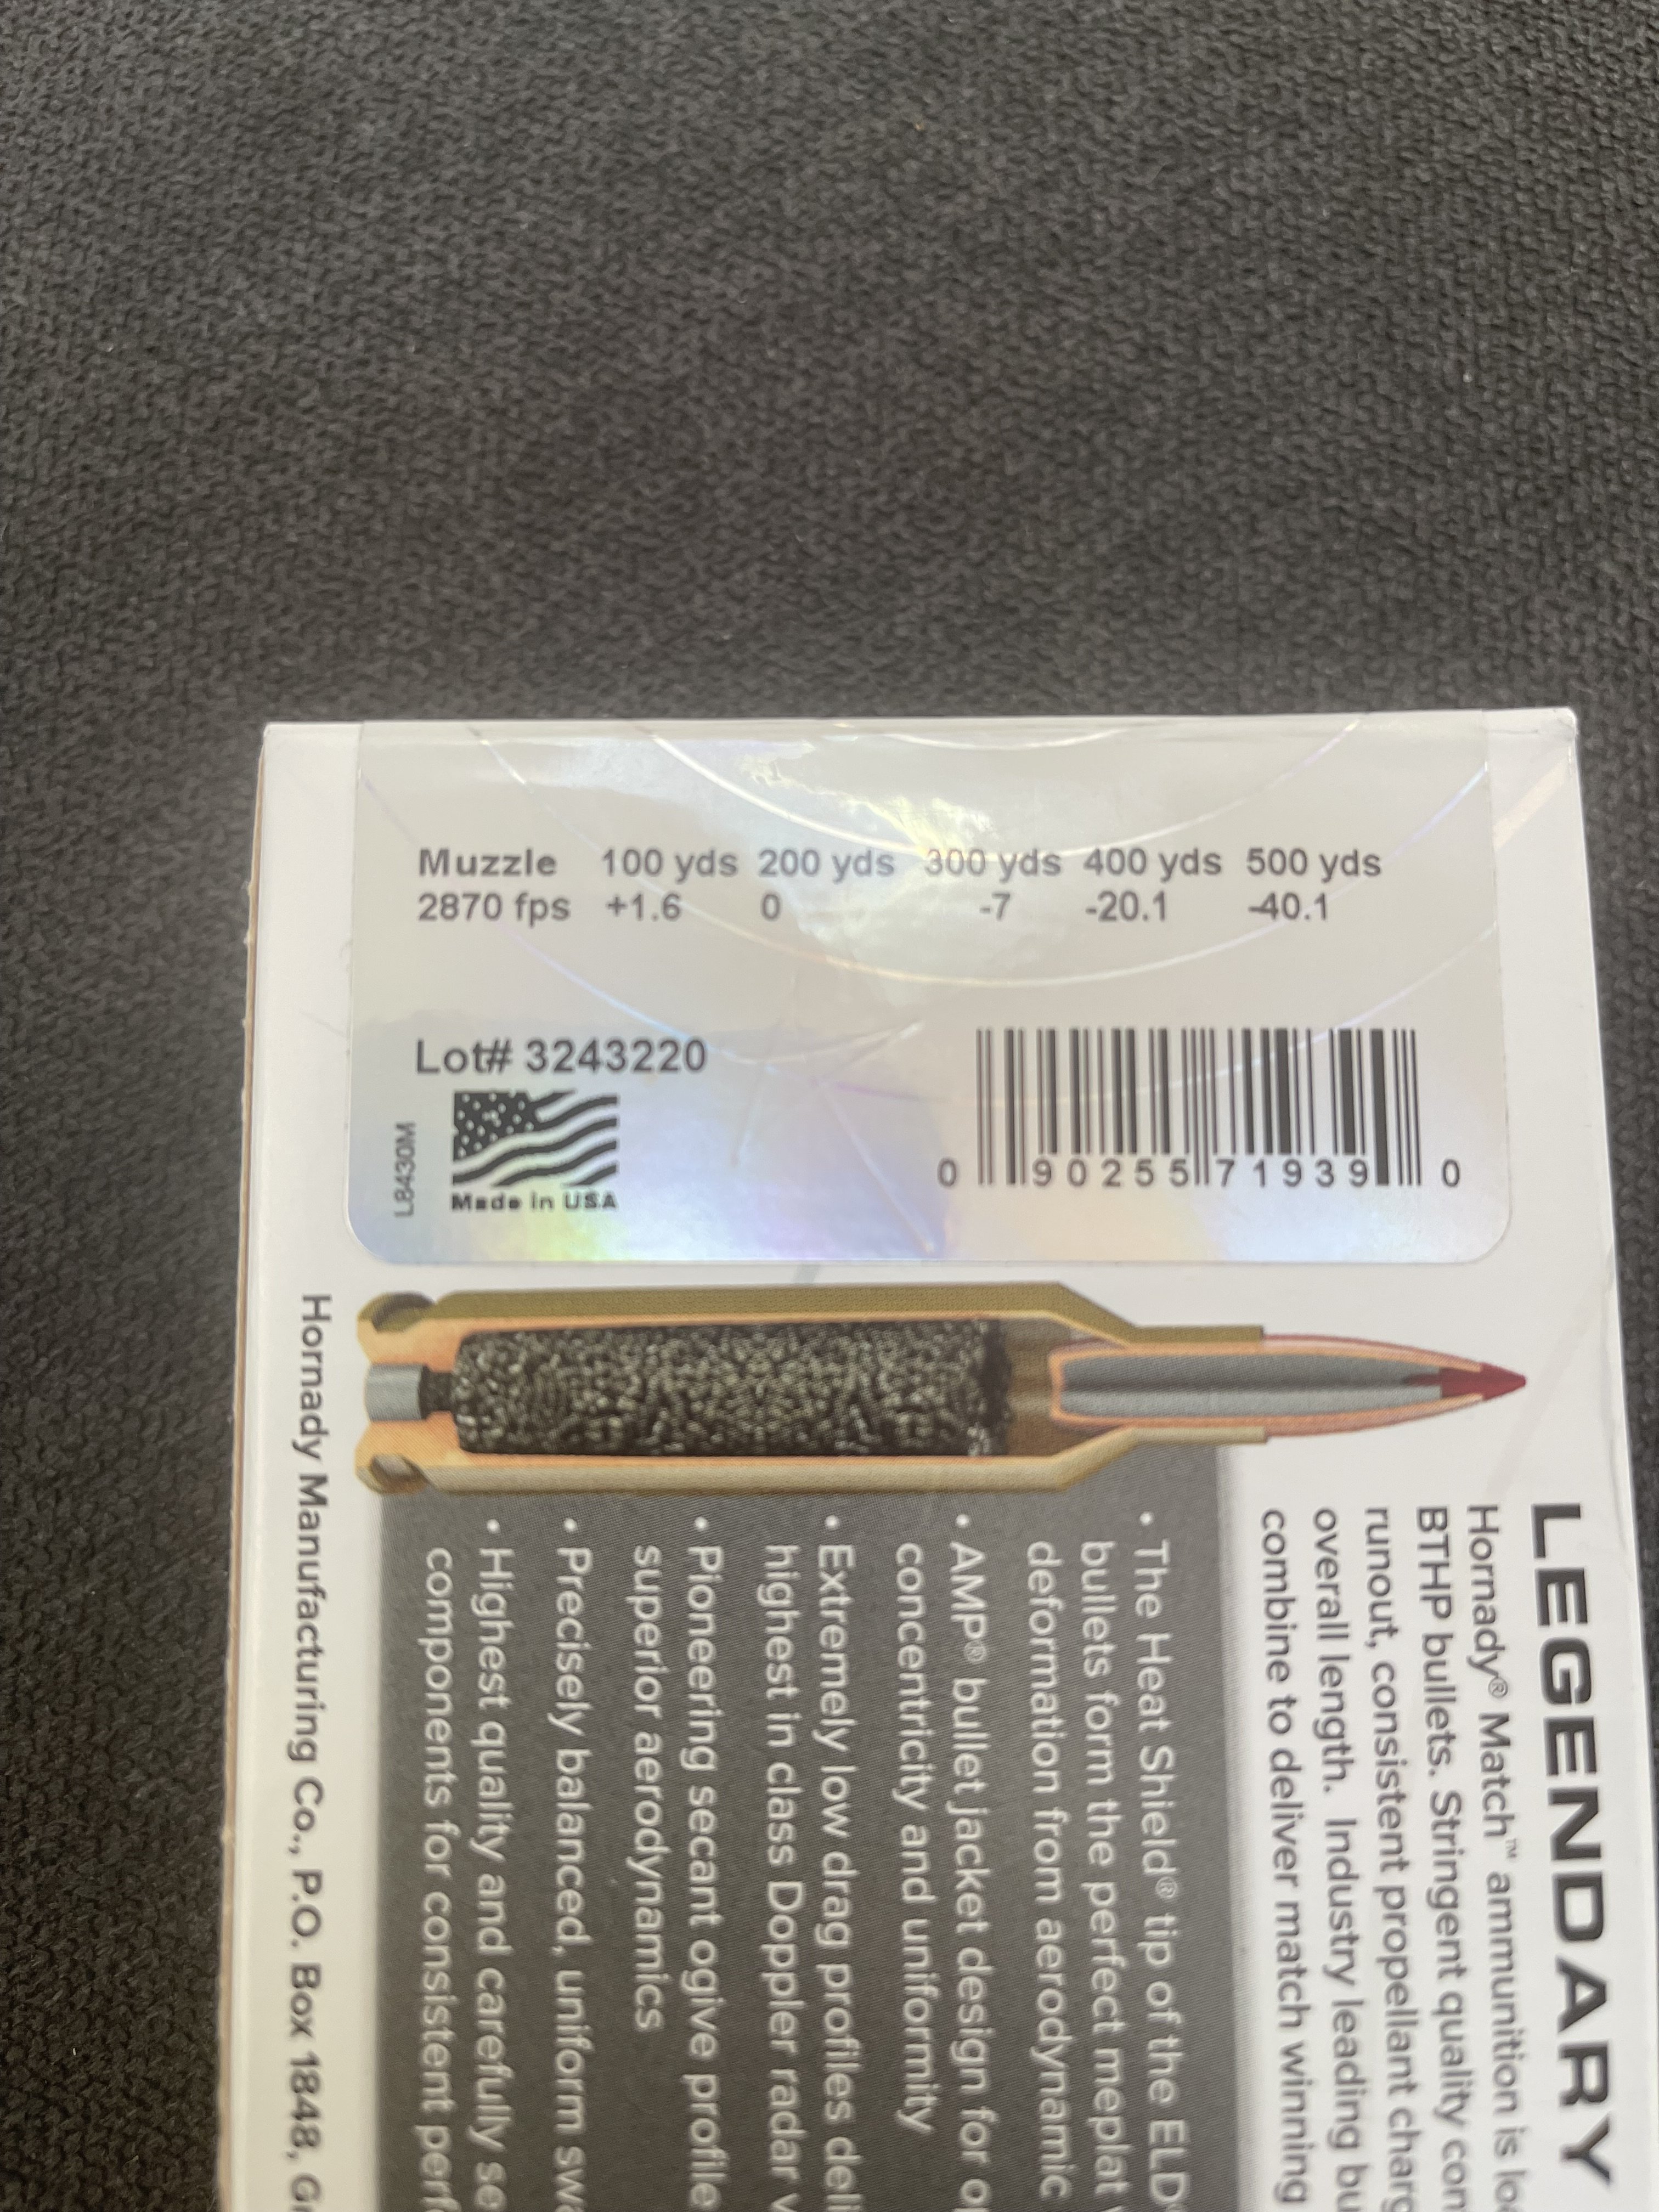 Muzzle 100 yds 200 yds 300 yds 400 yds 500 yds
2870 fps +1.6 0 -7 -20.1 -40.1
Lot# 3243220
L8430M
Made in USA
0 90255 71939 0
LEGENDARY
Hornady® Match™ ammunition is
BTHP bullets. Stringent quality
runout, consistent propellant
overall length. Industry leading
combine to deliver match winning
• The Heat Shield® tip of the ELD®
bullets form the perfect meplat
deformation from aerodynamic
• AMP® bullet jacket design for
concentricity and uniformity
• Extremely low drag profiles
highest in class Doppler radar
• Pioneering secant ogive profile
superior aerodynamics
• Precisely balanced, uniform
• Highest quality and carefully
components for consistent
Hornady Manufacturing Co., P.O. Box 1848,